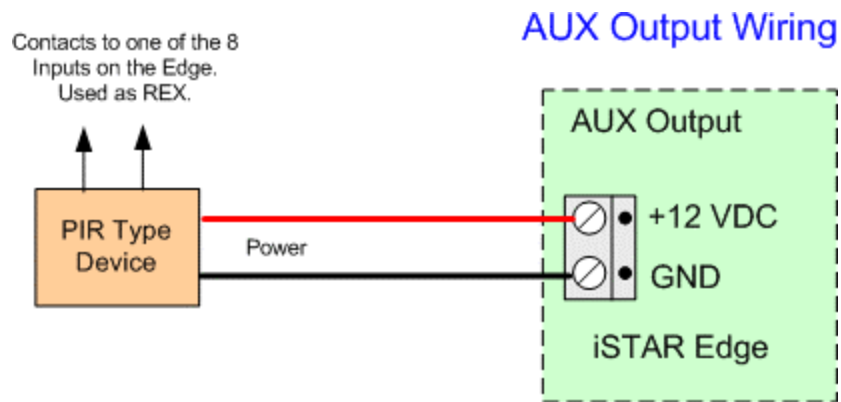 AUX Output Wiring
Contacts to one of the 8
Inputs on the Edge.
Used as REX.
AUX Output
PIR Type
Device
Power
+12 VDC
GND
iSTAR Edge